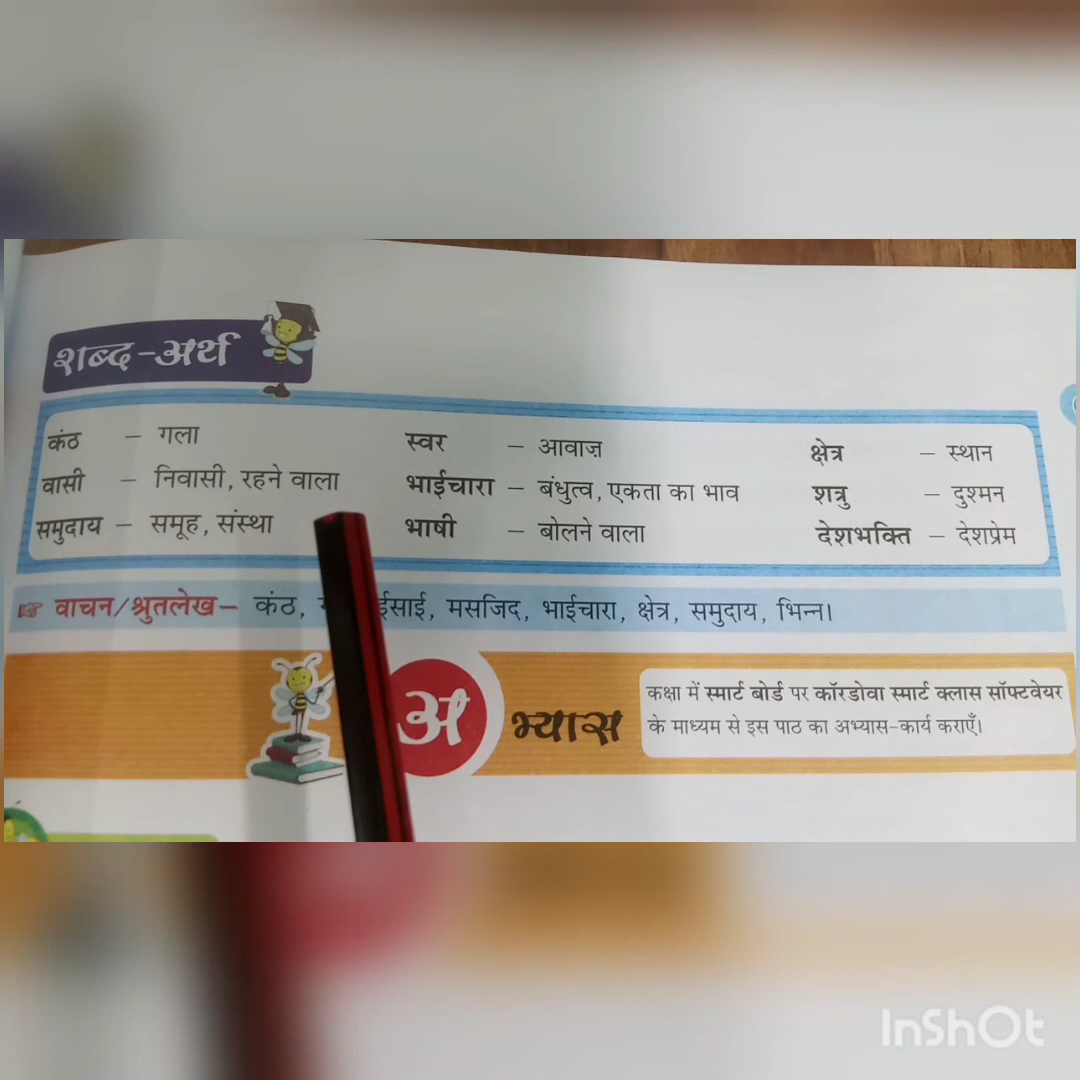 शब्द-अर्थ
कंठ – गला स्वर – आवाज़ क्षेत्र – स्थान
वासी – निवासी, रहने वाला भाईचारा – बंधुत्व, एकता का भाव शत्रु – दुश्मन
समुदाय – समूह, संस्था भाषी – बोलने वाला देशभक्ति – देशप्रेम
वाचन/श्रुतलेख– कंठ, ईसाई, मसजिद, भाईचारा, क्षेत्र, समुदाय, भिन्न।
अभ्यास
कक्षा में स्मार्ट बोर्ड पर कॉरडोवा स्मार्ट क्लास सॉफ्टवेयर
के माध्यम से इस पाठ का अभ्यास-कार्य कराएँ।
InShOt